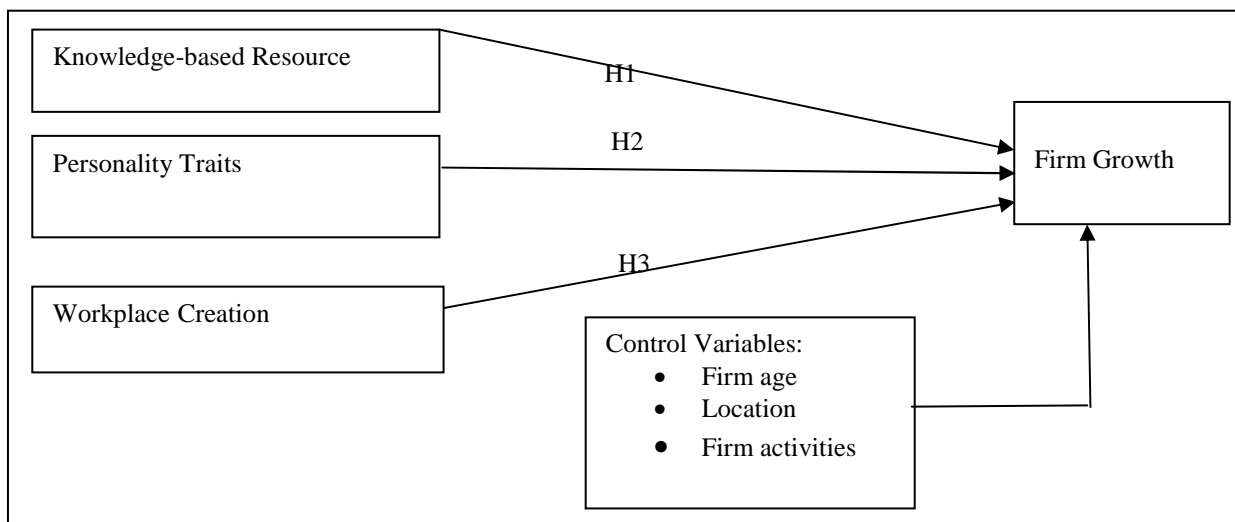 Knowledge-based Resource
H1
Personality Traits
H2
Firm Growth
Workplace Creation
H3
Control Variables:
• Firm age
• Location
• Firm activities